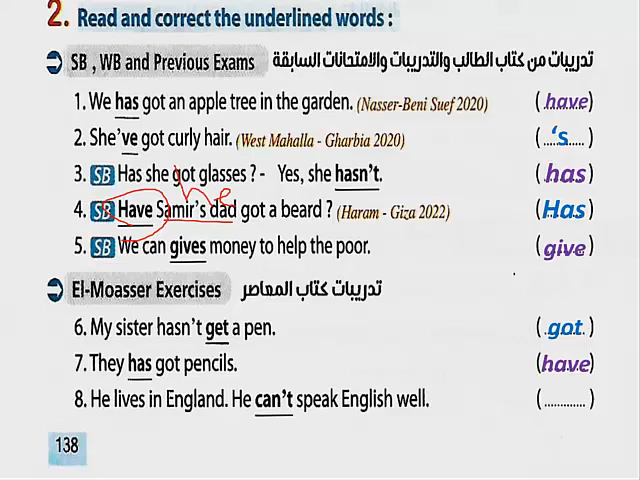 2. Read and correct the underlined words :
SB , WB and Previous Exams تدريبات من كتاب الطالب والتدريبات والامتحانات السابقة
1. We has got an apple tree in the garden. (Nasser-Beni Suef 2020) (have)
2. She've got curly hair. (West Mahalla - Gharbia 2020) (...'s.....)
3. SB Has she got glasses ? - Yes, she hasn't. (has)
he
4. SB Have Samir's dad got a beard ? (Haram - Giza 2022) (Has)
5. SB We can gives money to help the poor. (give)
El-Moasser Exercises تدريبات كتاب المعاصر
6. My sister hasn't get a pen. (got)
7. They has got pencils. (have)
8. He lives in England. He can't speak English well. (.............)
138